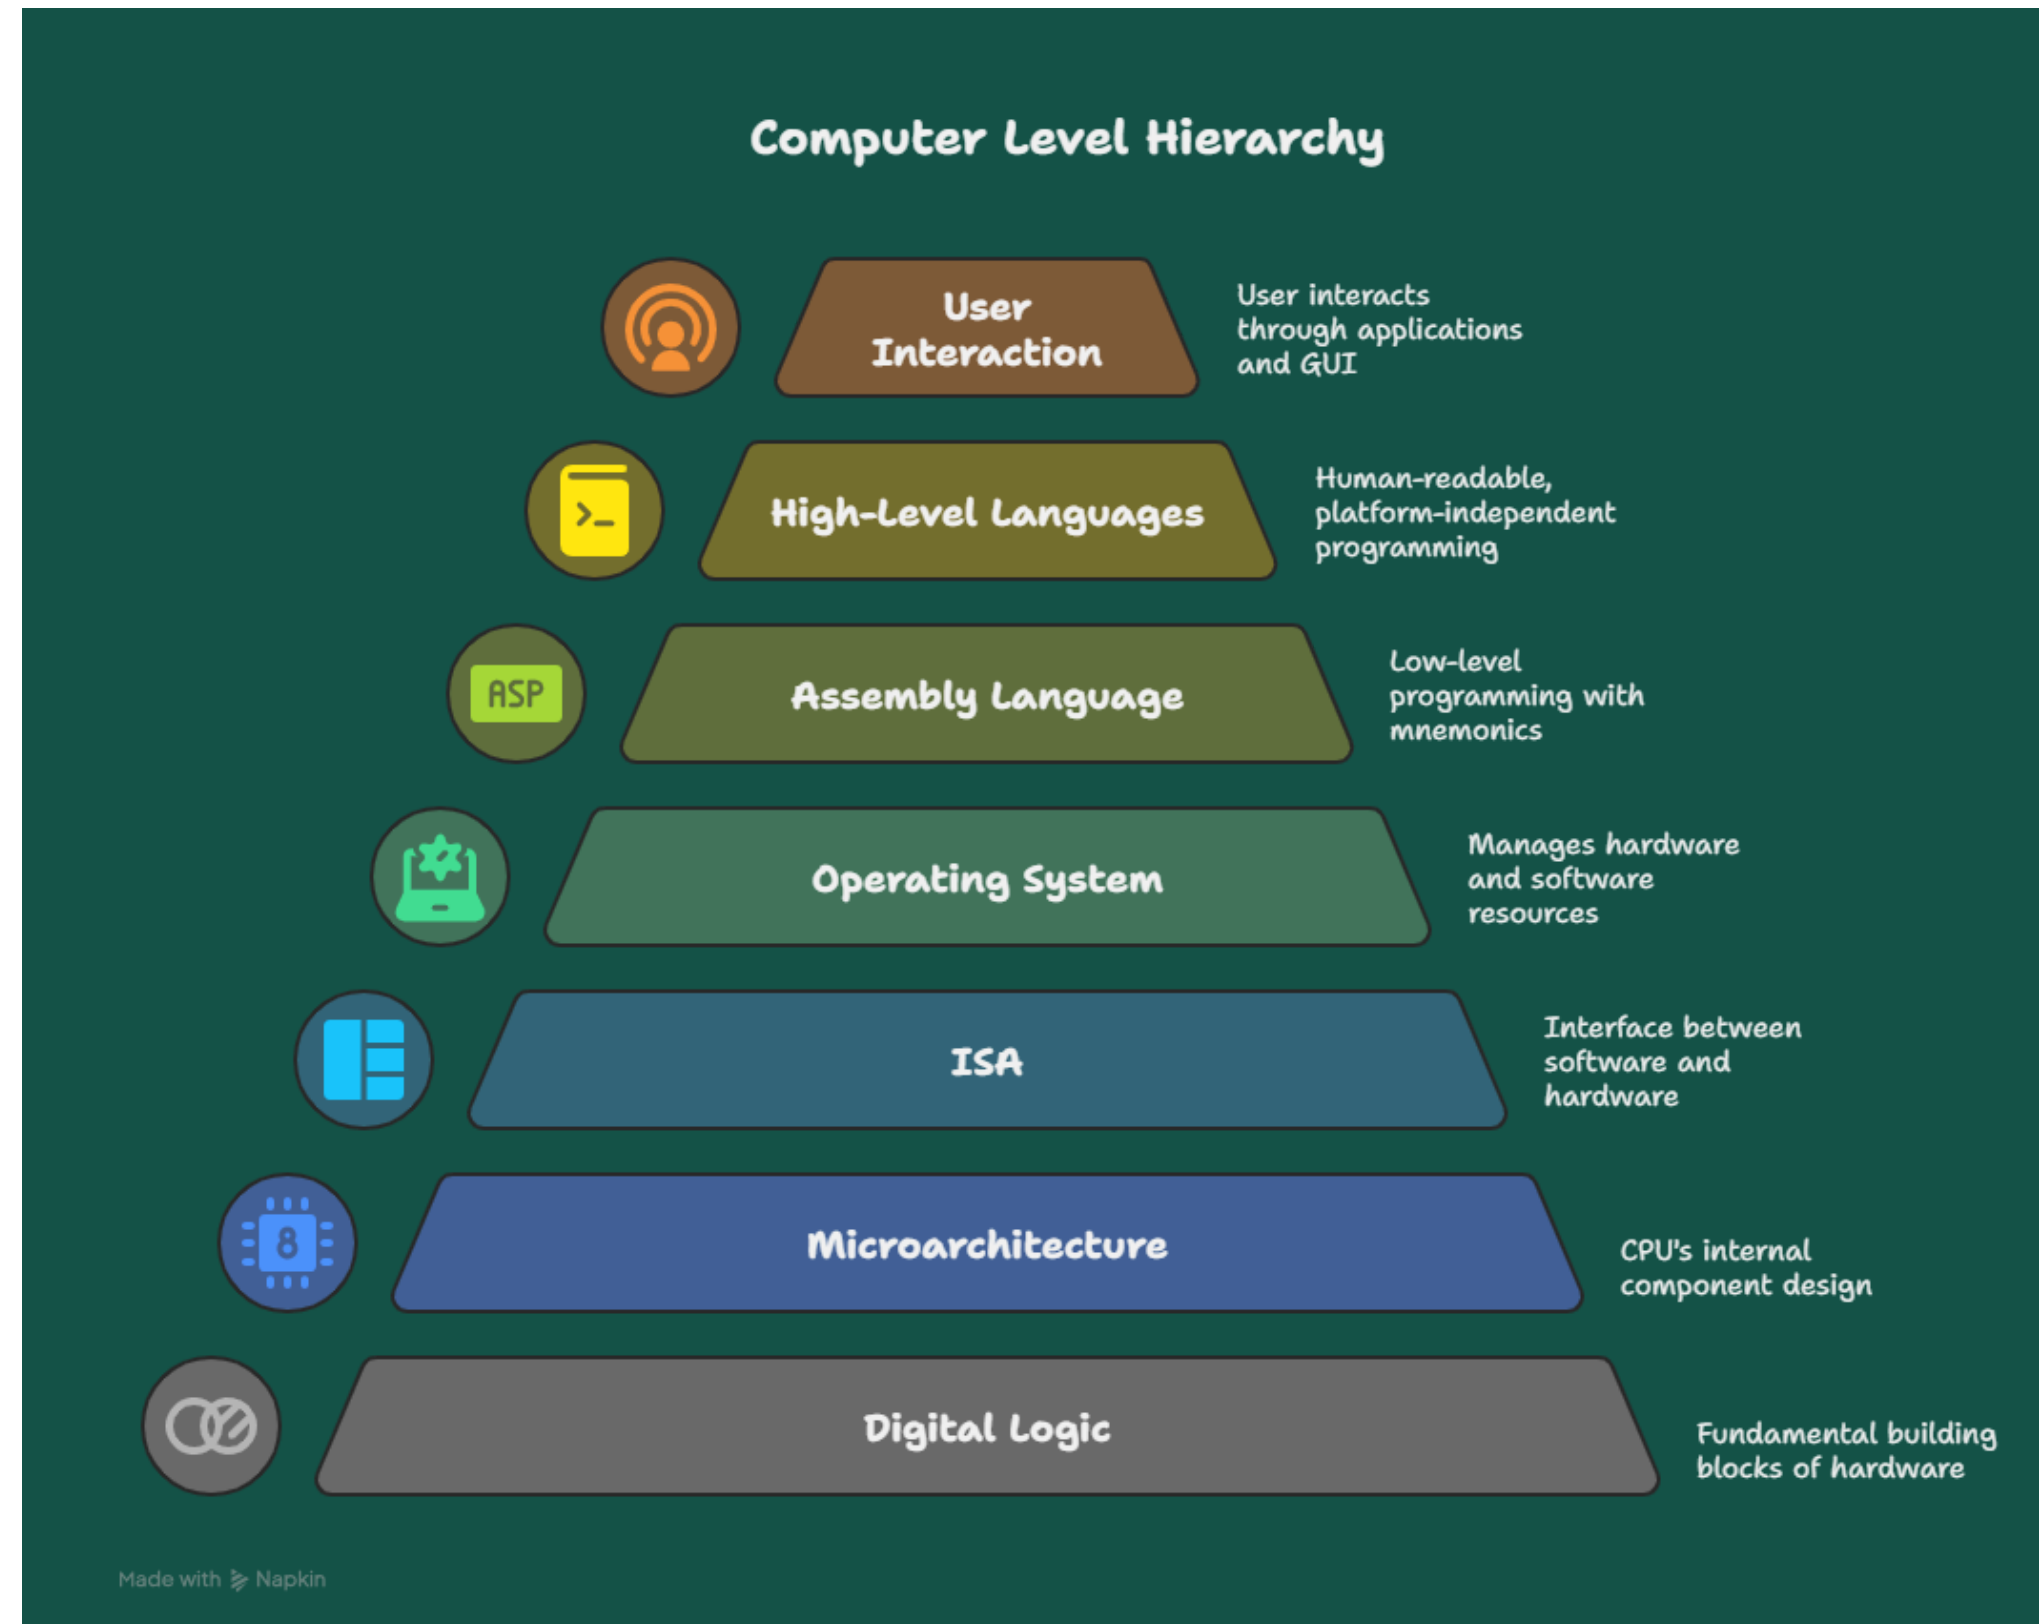 Computer Level Hierarchy
User
Interaction
User interacts
through applications
and GUI
>_
High-Level Languages
Human-readable,
platform-independent
programming
ASP
Assembly Language
Low-level
programming with
mnemonics
Operating System
Manages hardware
and software
resources
ISA
Interface between
software and
hardware
8
Microarchitecture
CPU's internal
component design
Digital Logic
Fundamental building
blocks of hardware
Made with Napkin